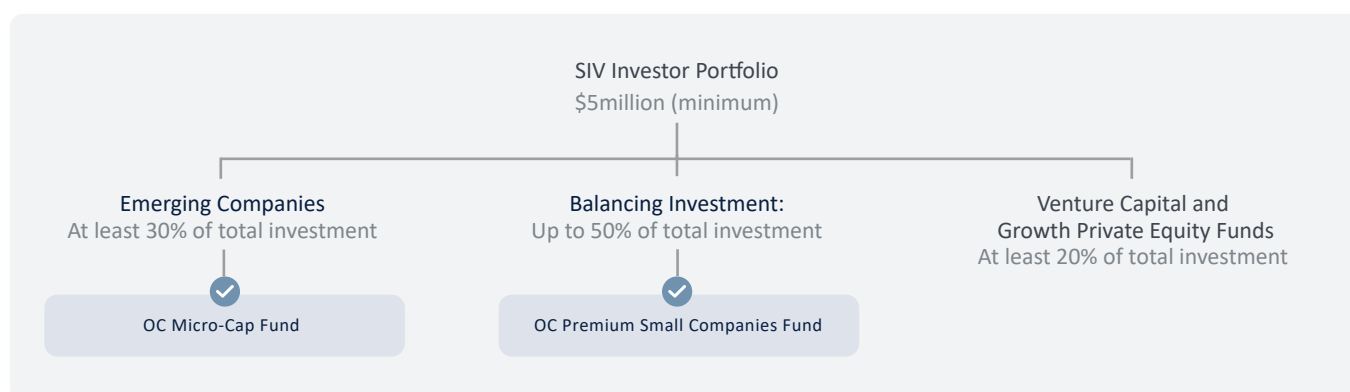 SIV Investor Portfolio
$5million (minimum)
Emerging Companies
At least 30% of total investment
OC Micro-Cap Fund
Balancing Investment:
Up to 50% of total investment
OC Premium Small Companies Fund
Venture Capital and
Growth Private Equity Funds
At least 20% of total investment